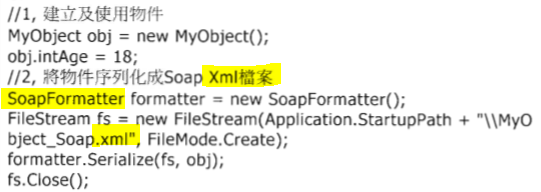 //1, 建立及使用物件
MyObject obj = new MyObject();
obj.intAge = 18;
//2, 將物件序列化成Soap Xml檔案
SoapFormatter formatter = new SoapFormatter();
FileStream fs = new FileStream(Application.StartupPath + "\\MyO
bject_Soap.xml", FileMode.Create);
formatter.Serialize(fs, obj);
fs.Close();